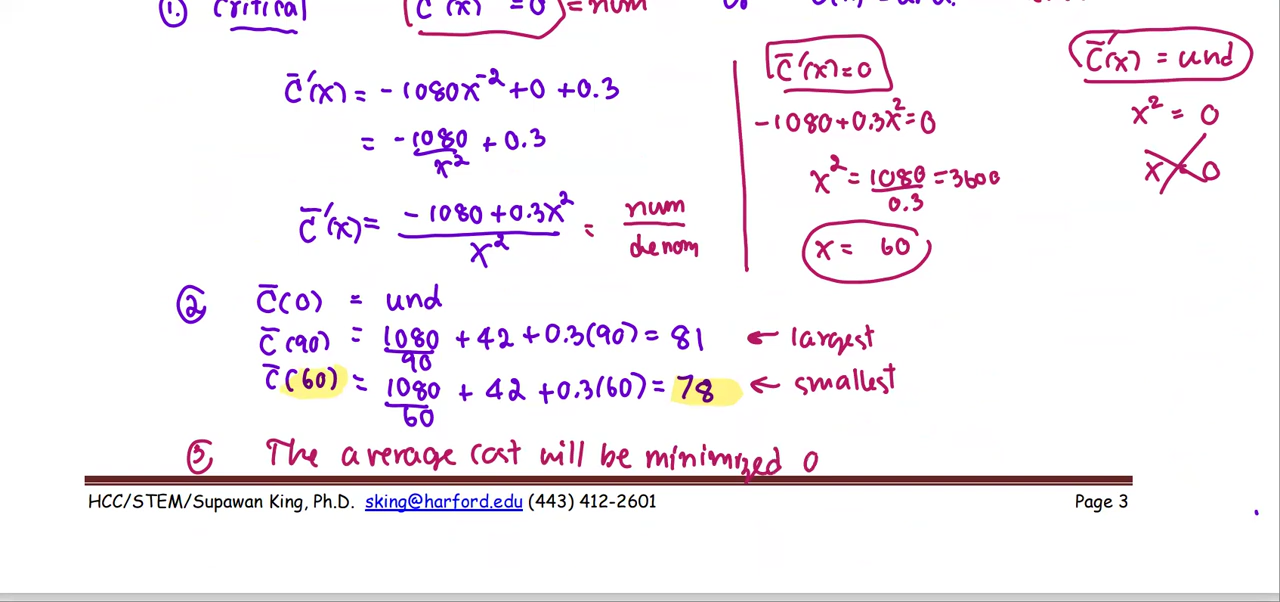 ① Critical C̄'(x) = 0 = num
C̄'(x) = -1080x⁻² + 0 + 0.3
= -1080/x² + 0.3
C̄'(x) = (-1080 + 0.3x²)/x² = num/denom
C̄'(x) = 0
-1080 + 0.3x² = 0
x² = 1080/0.3 = 3600
x = 60
C̄'(x) = und
x² = 0
x = 0
② C̄(0) = und
C̄(90) = 1080/90 + 42 + 0.3(90) = 81 ← largest
C̄(60) = 1080/60 + 42 + 0.3(60) = 78 ← smallest
③ The average cost will be minimized o
HCC/STEM/Supawan King, Ph.D. sking@harford.edu (443) 412-2601 Page 3